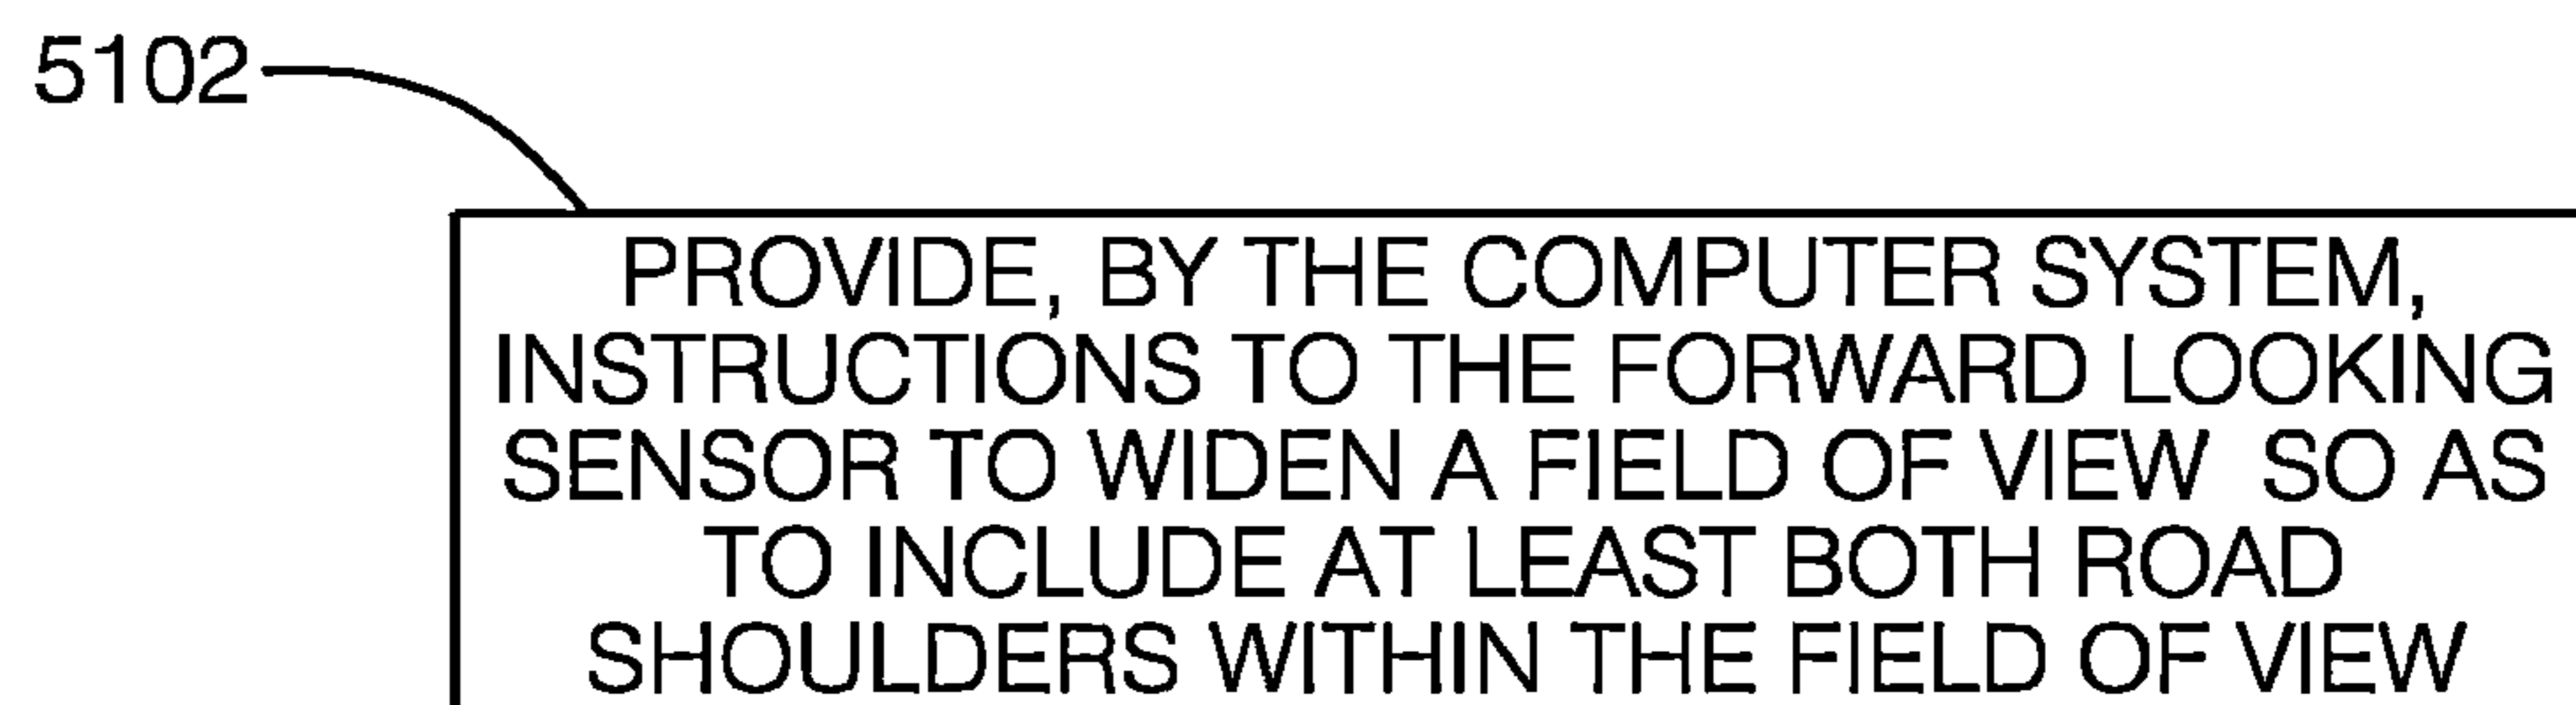 5102
PROVIDE, BY THE COMPUTER SYSTEM,
INSTRUCTIONS TO THE FORWARD LOOKING
SENSOR TO WIDEN A FIELD OF VIEW SO AS
TO INCLUDE AT LEAST BOTH ROAD
SHOULDERS WITHIN THE FIELD OF VIEW